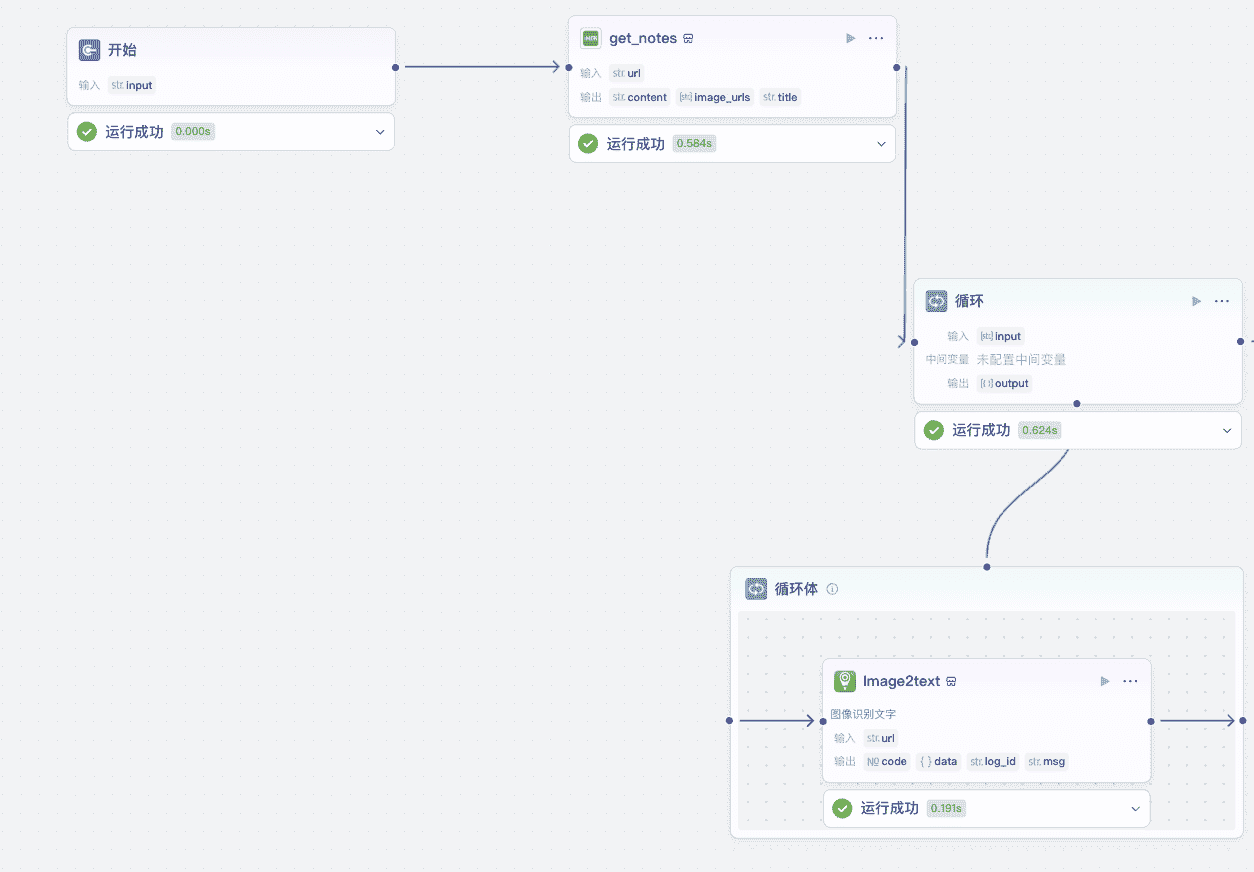 开始
输入 str. input
运行成功 0.000s
get_notes
输入 str. url
输出 str. content [str] image_urls str. title
运行成功 0.584s
循环
输入 [str] input
中间变量 未配置中间变量
输出 [{}] output
运行成功 0.624s
循环体
Image2text
图像识别文字
输入 str. url
输出 No code { } data str. log_id str. msg
运行成功 0.191s